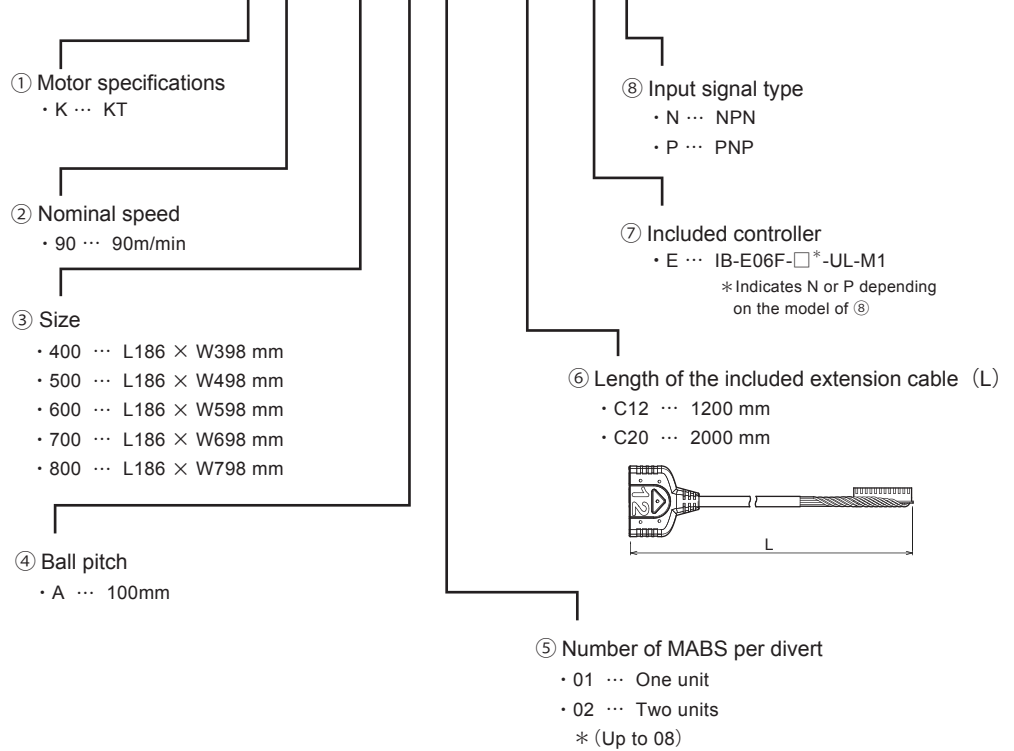 ① Motor specifications
・K … KT
② Nominal speed
・90 … 90m/min
③ Size
・400 … L186 × W398 mm
・500 … L186 × W498 mm
・600 … L186 × W598 mm
・700 … L186 × W698 mm
・800 … L186 × W798 mm
④ Ball pitch
・A … 100mm
⑧ Input signal type
・N … NPN
・P … PNP
⑦ Included controller
・E … IB-E06F-□*-UL-M1
＊Indicates N or P depending
on the model of ⑧
⑥ Length of the included extension cable（L）
・C12 … 1200 mm
・C20 … 2000 mm
12
L
⑤ Number of MABS per divert
・01 … One unit
・02 … Two units
＊（Up to 08）